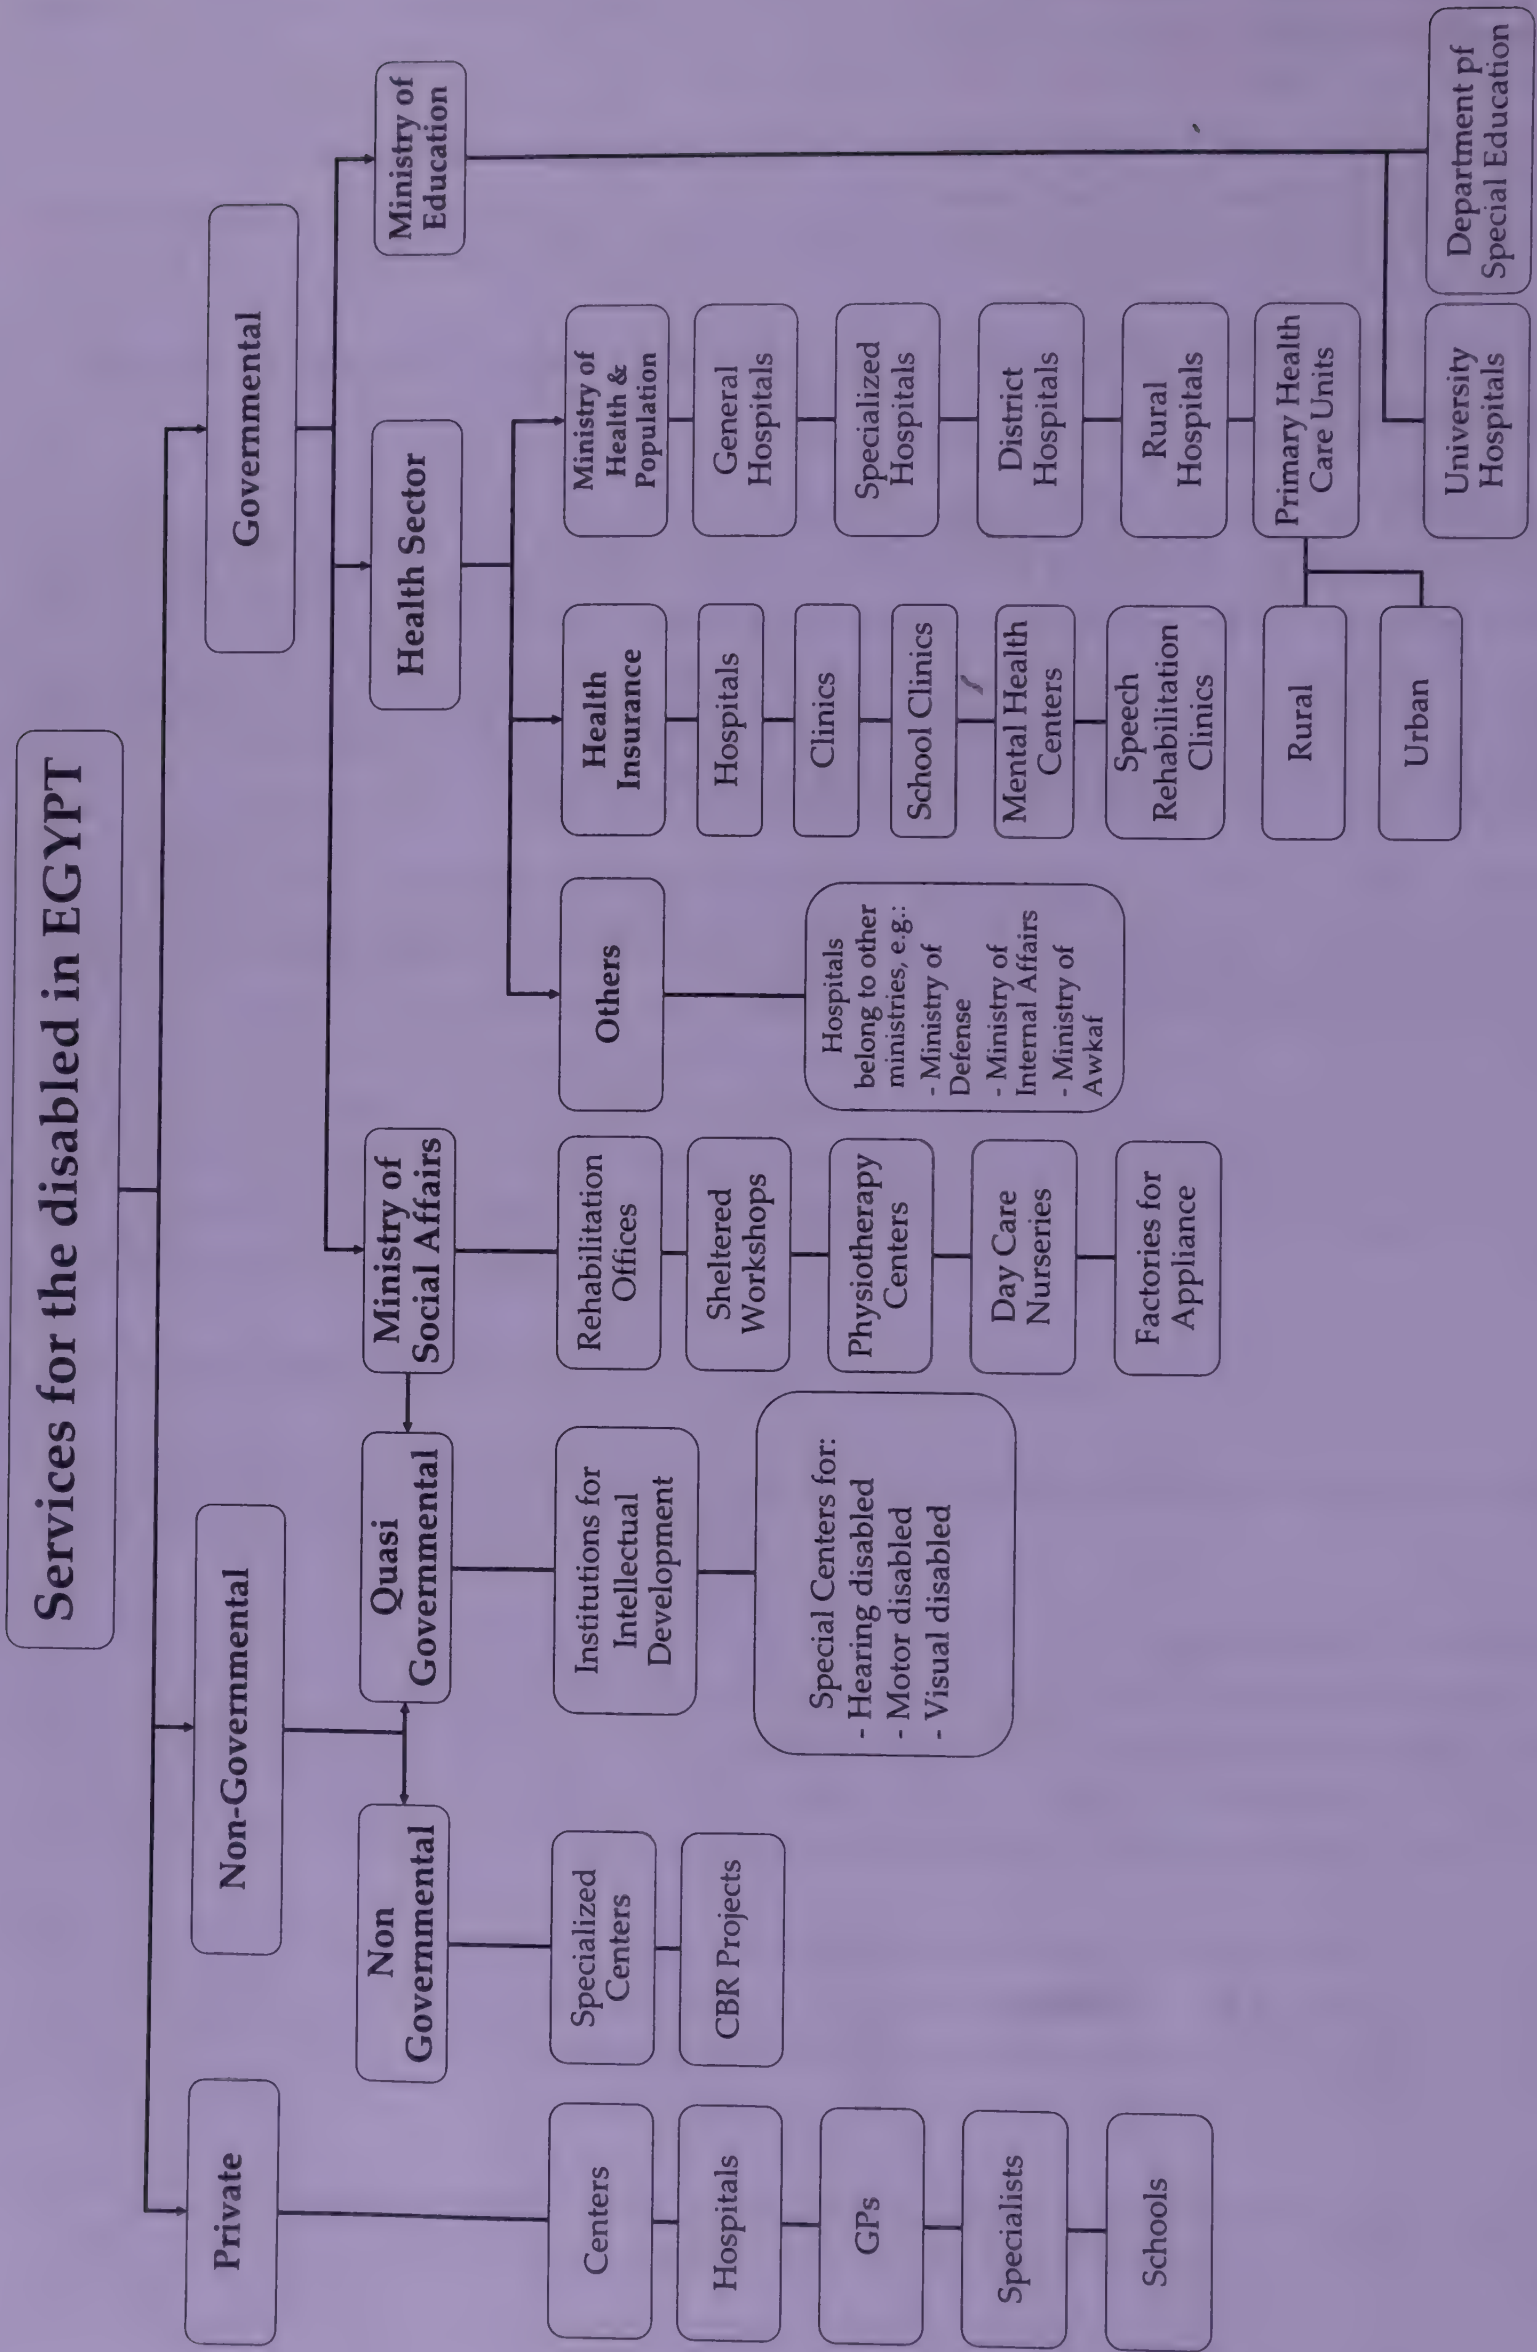 Services for the disabled in EGYPT
Private
Non-Governmental
Governmental
Non
Governmental
Quasi
Governmental
Ministry of
Social Affairs
Health Sector
Ministry of
Education
Centers
Hospitals
GPs
Specialists
Schools
Specialized
Centers
CBR Projects
Institutions for
Intellectual
Development
Special Centers for:
- Hearing disabled
- Motor disabled
- Visual disabled
Rehabilitation
Offices
Sheltered
Workshops
Physiotherapy
Centers
Day Care
Nurseries
Factories for
Appliance
Others
Hospitals
belong to other
ministries, e.g.:
- Ministry of
Defense
- Ministry of
Internal Affairs
- Ministry of
Awkaf
Health
Insurance
Hospitals
Clinics
School Clinics
Mental Health
Centers
Speech
Rehabilitation
Clinics
Ministry of
Health &
Population
General
Hospitals
Specialized
Hospitals
District
Hospitals
Rural
Hospitals
Primary Health
Care Units
Rural
Urban
University
Hospitals
Department pf
Special Education